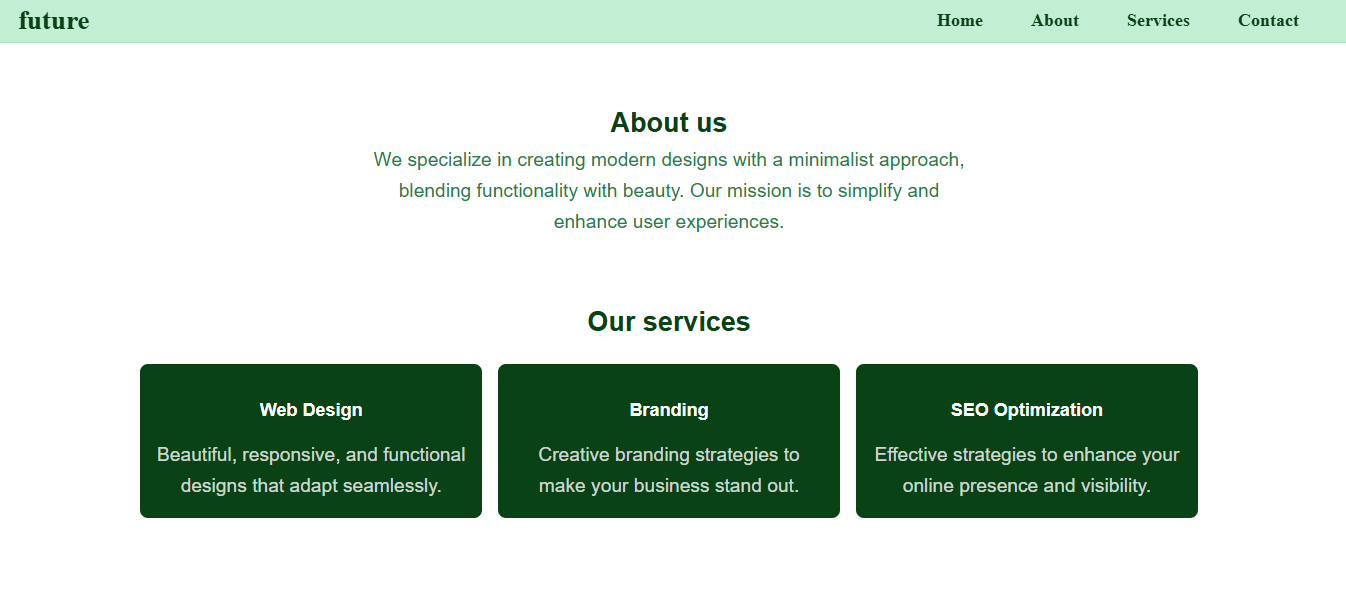 future
Home About Services Contact
About us
We specialize in creating modern designs with a minimalist approach,
blending functionality with beauty. Our mission is to simplify and
enhance user experiences.
Our services
Web Design
Beautiful, responsive, and functional
designs that adapt seamlessly.
Branding
Creative branding strategies to
make your business stand out.
SEO Optimization
Effective strategies to enhance your
online presence and visibility.